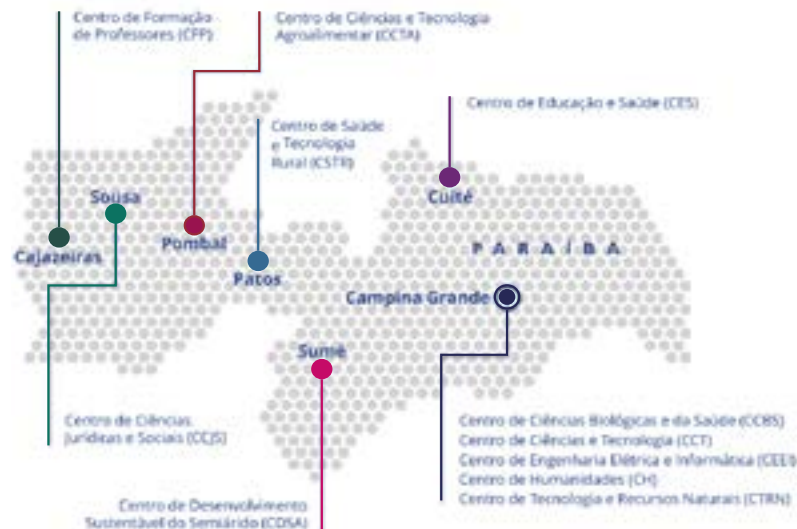 Centro de Formação
de Professores (CFP)
Centro de Ciências e Tecnologia
Agroalimentar (CCTA)
Centro de Educação e Saúde (CES)
Centro de Saúde
e Tecnologia
Rural (CSTR)
Sousa
Cuité
Cajazeiras
Pombal
PARAÍBA
Patos
Campina Grande
Sumé
Centro de Ciências
Jurídicas e Sociais (CCJS)
Centro de Ciências Biológicas e da Saúde (CCBS)
Centro de Ciências e Tecnologia (CCT)
Centro de Engenharia Elétrica e Informática (CEEI)
Centro de Humanidades (CH)
Centro de Tecnologia e Recursos Naturais (CTRN)
Centro de Desenvolvimento
Sustentável do Semiárido (CDSA)